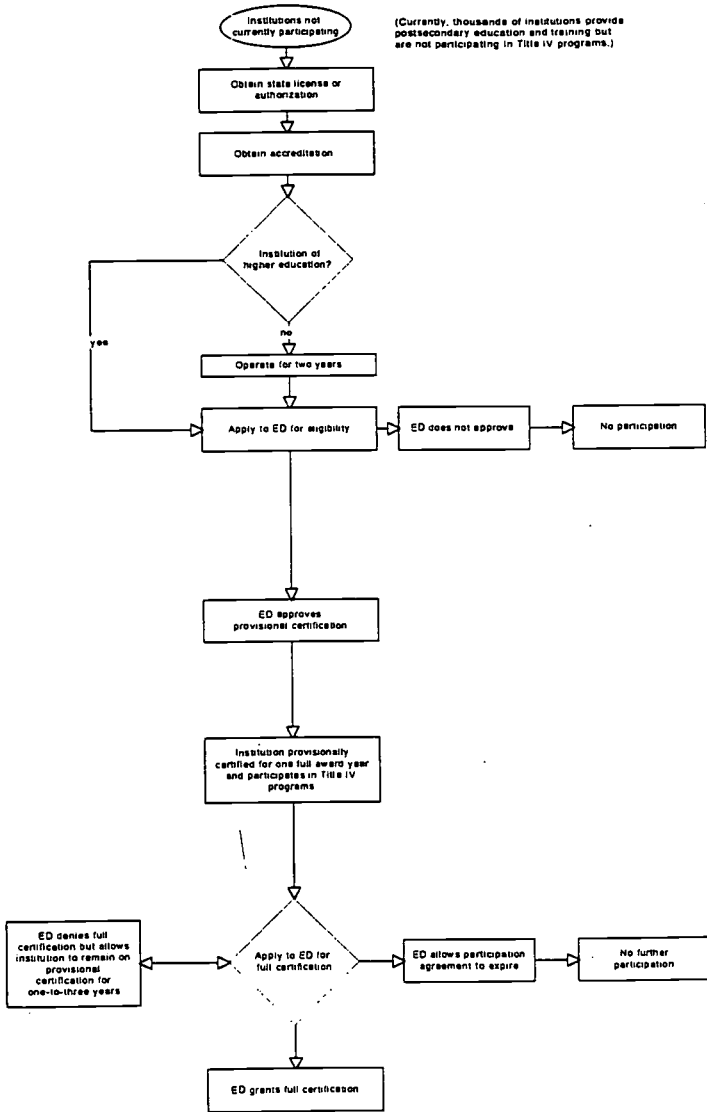 Institutions not
currently participating
(Currently, thousands of institutions provide
postsecondary education and training but
are not participating in Title IV programs.)
Obtain state license or
authorization
Obtain accreditation
Institution of
higher education?
yes
no
Operate for two years
Apply to ED for eligibility
ED does not approve
No participation
ED approves
provisional certification
Institution provisionally
certified for one full award year
and participates in Title IV
programs
ED denies full
certification but allows
institution to remain on
provisional
certification for
one-to-three years
Apply to ED for
full certification
ED allows participation
agreement to expire
No further
participation
ED grants full certification